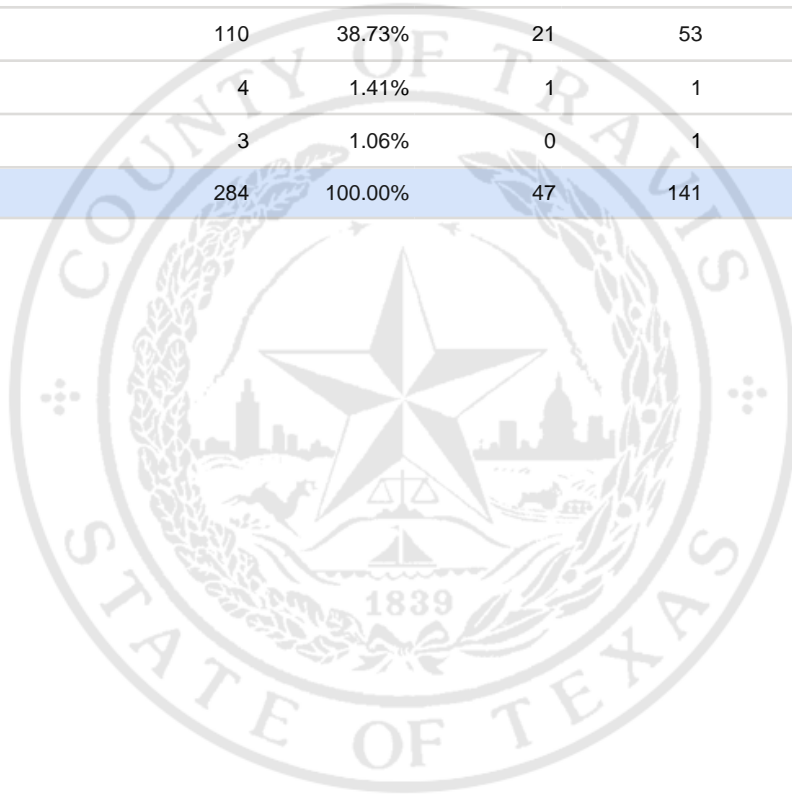 110 38.73% 21 53
4 1.41% 1 1
3 1.06% 0 1
284 100.00% 47 141
COUNTY OF TRAVIS
1839
STATE OF TEXAS